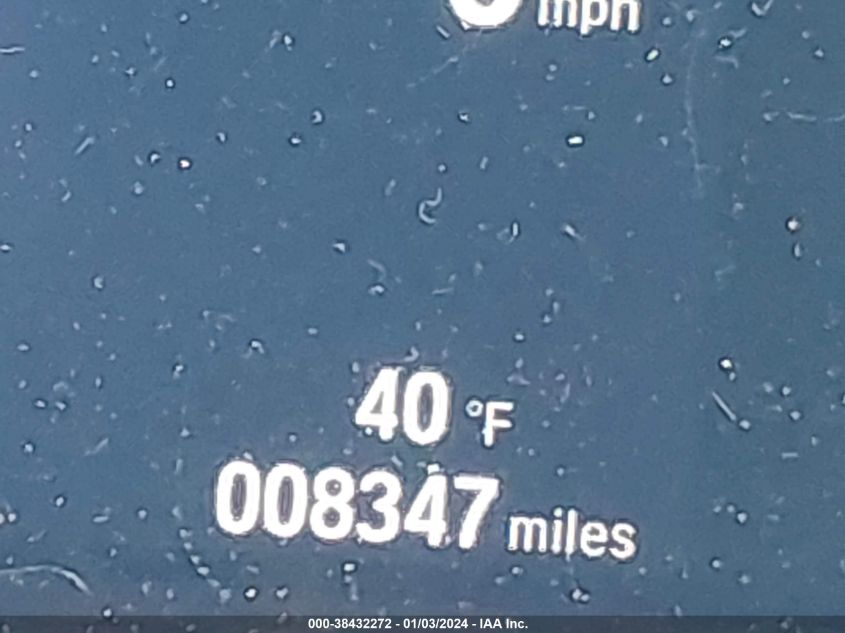 mph
40 °F
008347 miles
000-38432272 - 01/03/2024 - IAA Inc.